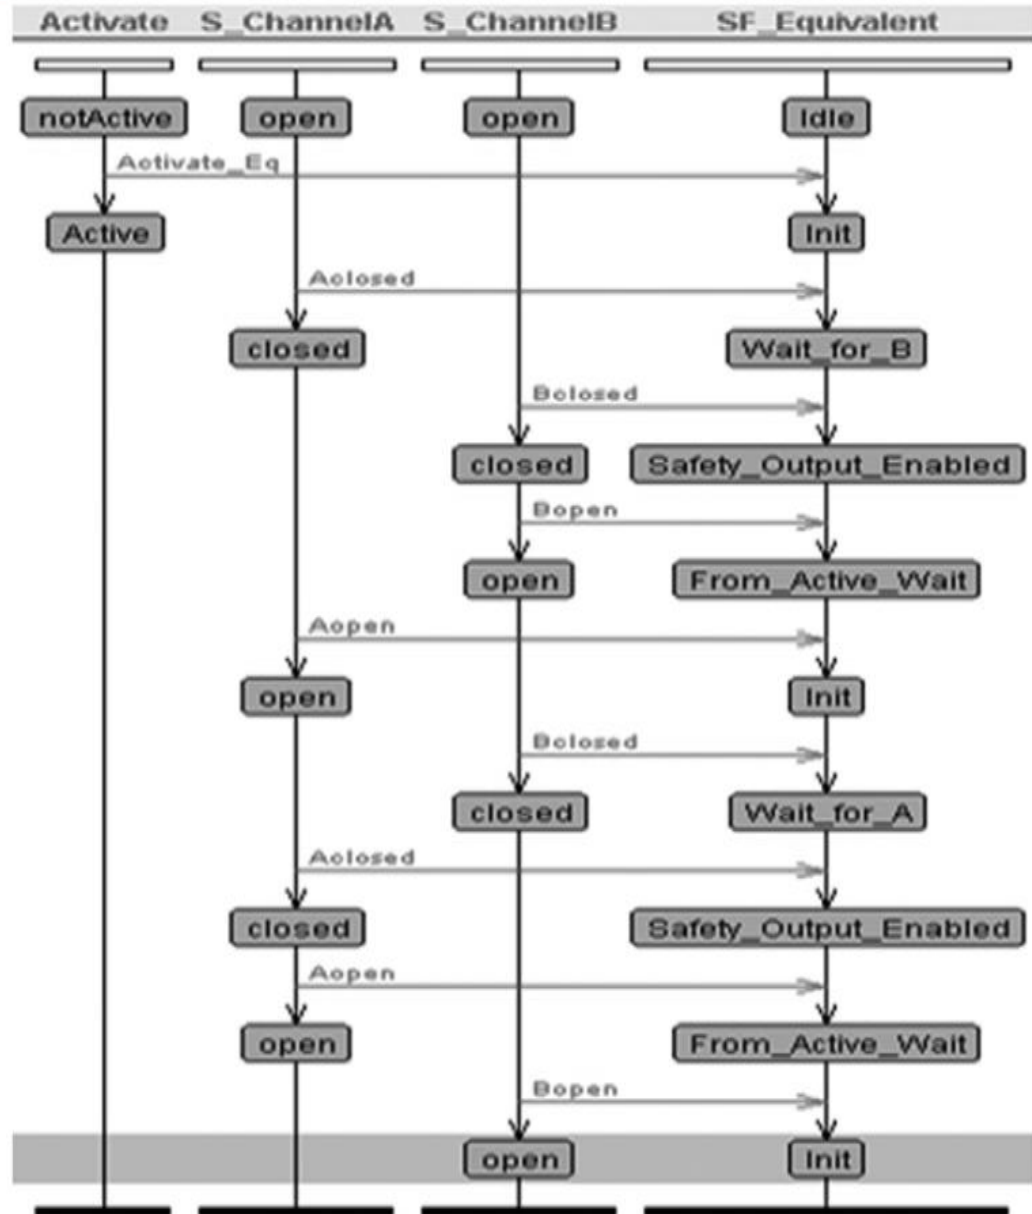 Activate S_ChannelA S_ChannelB SF_Equivalent
notActive open open Idle
Activate_Eq
Active Init
Aclosed
closed Wait_for_B
Bclosed
closed Safety_Output_Enabled
Bopen
open From_Active_Wait
Aopen
open Init
Bclosed
closed Wait_for_A
Aclosed
closed Safety_Output_Enabled
Aopen
open From_Active_Wait
Bopen
open Init